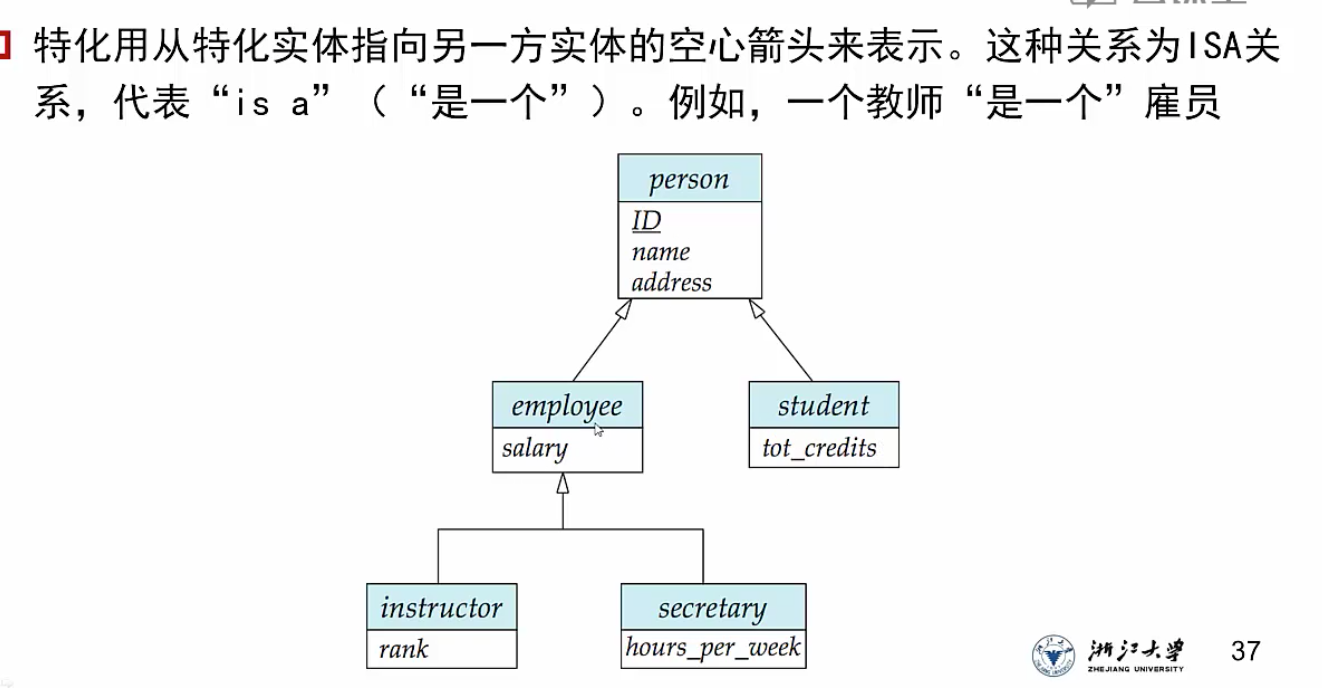 特化用从特化实体指向另一方实体的空心箭头来表示。这种关系为ISA关
系，代表“is a”（“是一个”）。例如，一个教师“是一个”雇员
person
ID
name
address
employee
salary
student
tot_credits
instructor
rank
secretary
hours_per_week
浙江大学
ZHEJIANG UNIVERSITY
37